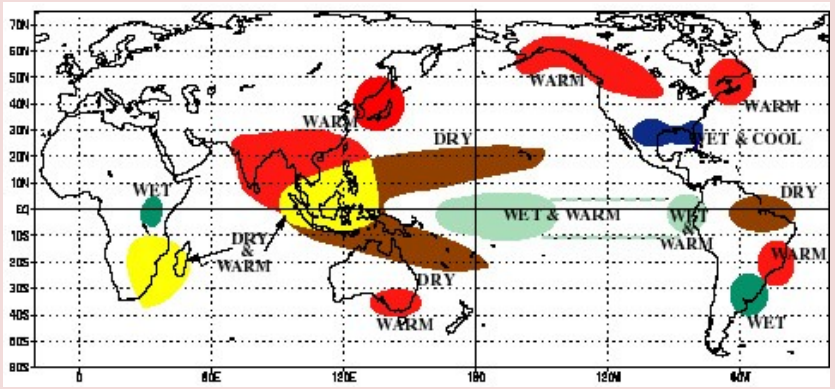 70N
60N
50N
40N
30N
20N
10N
EQ
10S
20S
30S
40S
50S
60S
70S
80S
WARM
WARM
WARM
DRY
WET & COOL
WET
DRY
WET & WARM
WET
&
WARM
DRY
&
WARM
WARM
DRY
WARM
WET
0
60E
120E
180
120W
60W